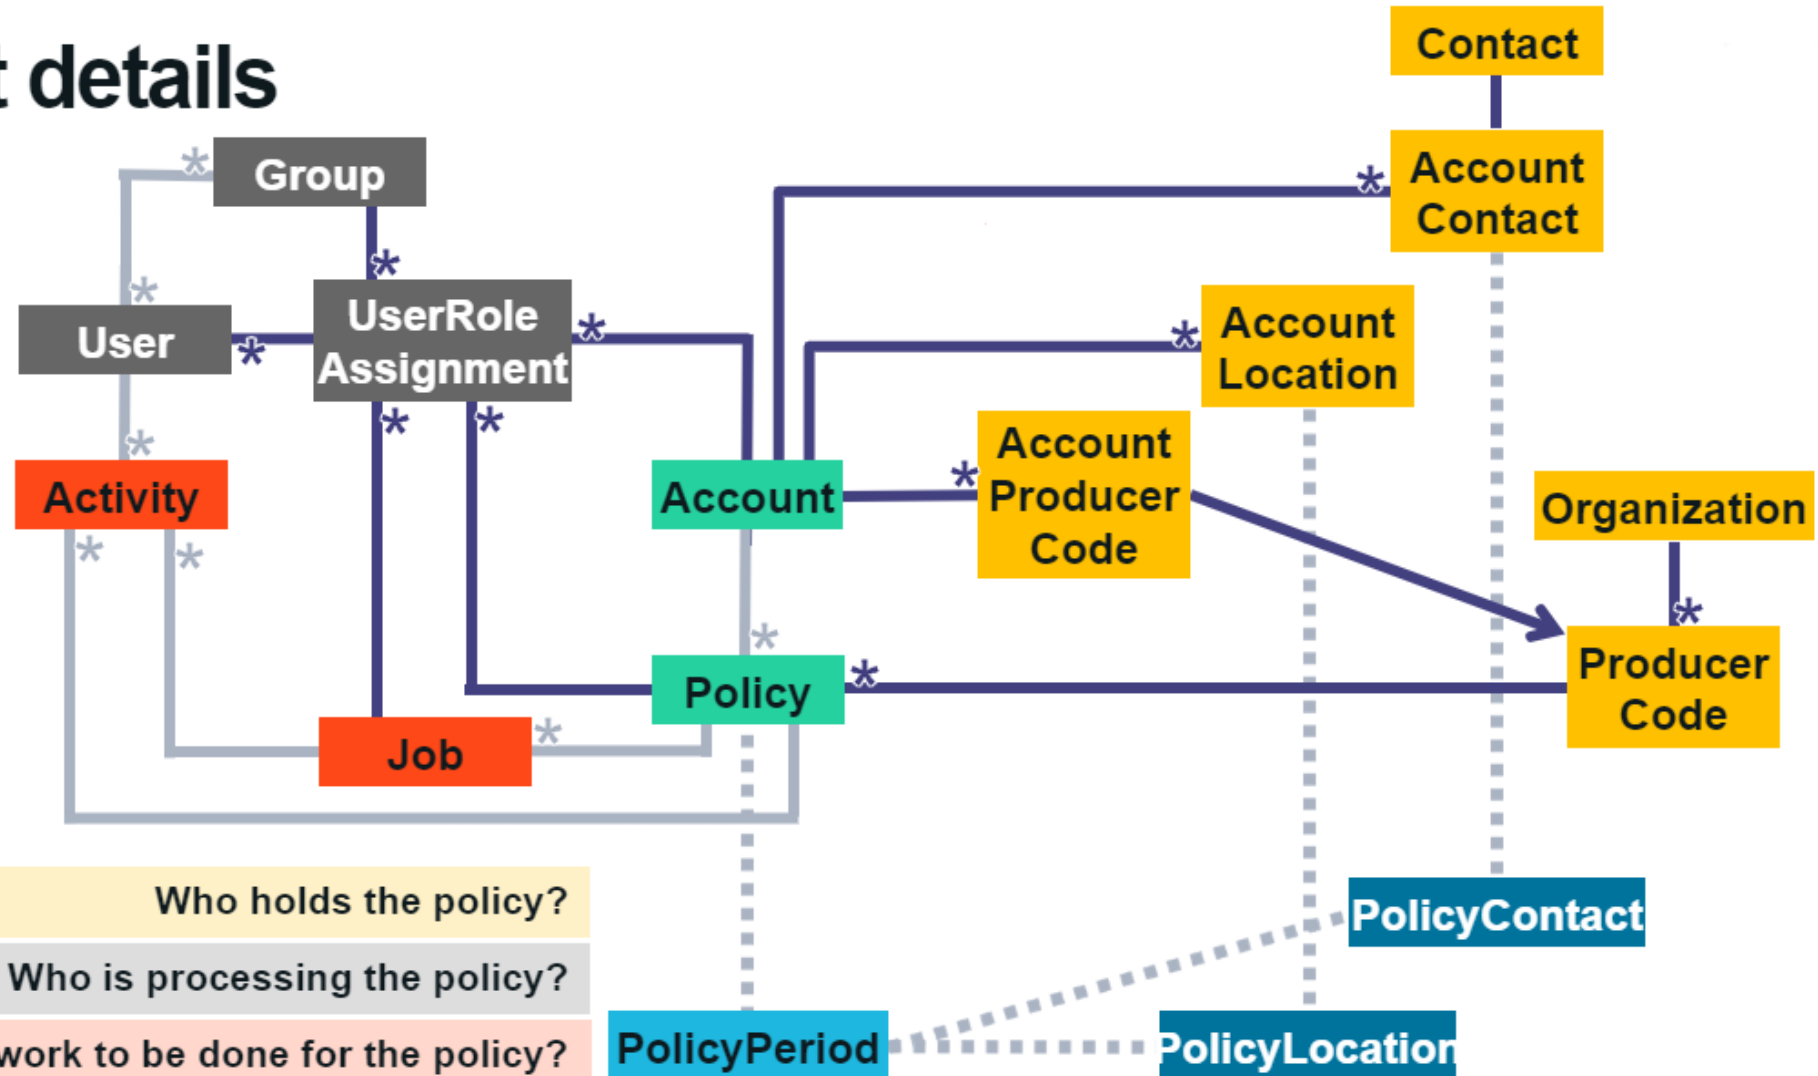 t details
Contact
Account
Contact
Group
UserRole
Assignment
User
Account
Location
Account
Producer
Code
Activity
Account
Organization
Producer
Code
Policy
Job
Who holds the policy?
PolicyContact
Who is processing the policy?
work to be done for the policy?
PolicyPeriod
PolicyLocation